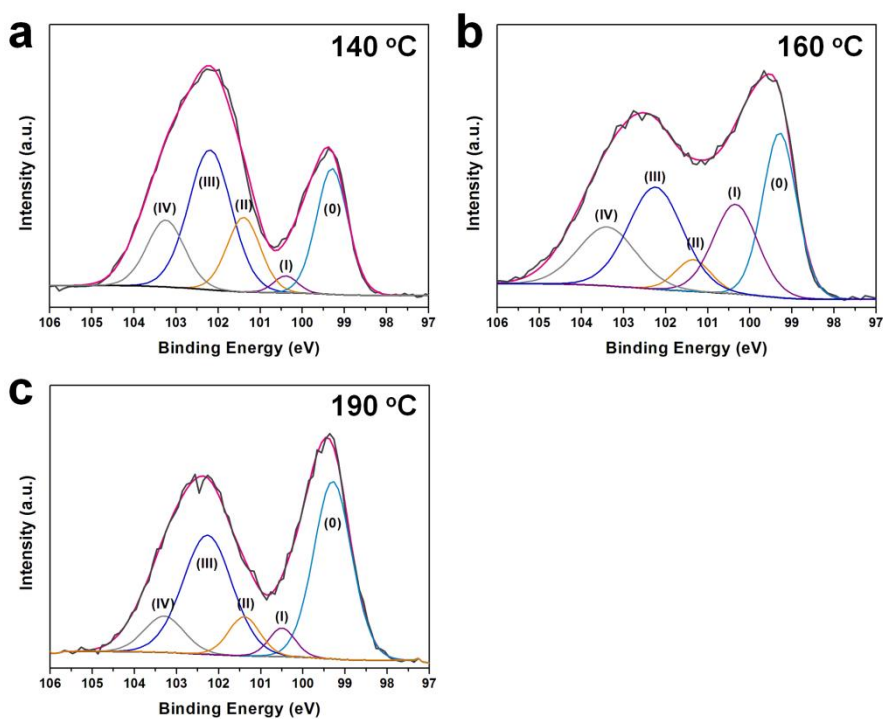 a
140 °C
Intensity (a.u.)
(IV)
(III)
(II)
(I)
(0)
106 105 104 103 102 101 100 99 98 97
Binding Energy (eV)
b
160 °C
Intensity (a.u.)
(IV)
(III)
(II)
(I)
(0)
106 105 104 103 102 101 100 99 98 97
Binding Energy (eV)
c
190 °C
Intensity (a.u.)
(IV)
(III)
(II)
(I)
(0)
106 105 104 103 102 101 100 99 98 97
Binding Energy (eV)